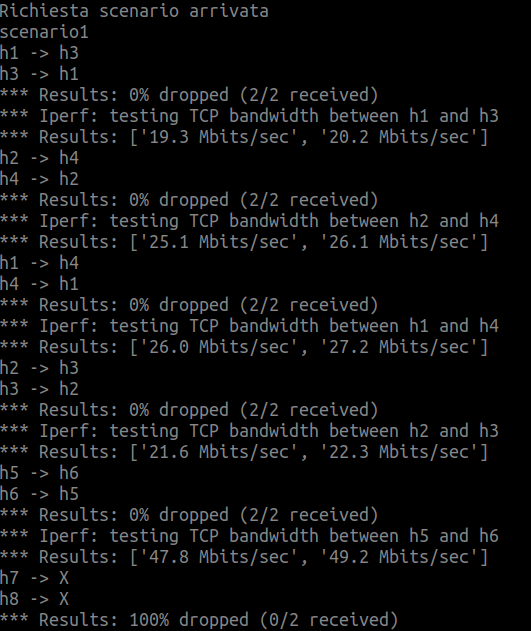 Richiesta scenario arrivata
scenario1
h1 -> h3
h3 -> h1
*** Results: 0% dropped (2/2 received)
*** Iperf: testing TCP bandwidth between h1 and h3
*** Results: ['19.3 Mbits/sec', '20.2 Mbits/sec']
h2 -> h4
h4 -> h2
*** Results: 0% dropped (2/2 received)
*** Iperf: testing TCP bandwidth between h2 and h4
*** Results: ['25.1 Mbits/sec', '26.1 Mbits/sec']
h1 -> h4
h4 -> h1
*** Results: 0% dropped (2/2 received)
*** Iperf: testing TCP bandwidth between h1 and h4
*** Results: ['26.0 Mbits/sec', '27.2 Mbits/sec']
h2 -> h3
h3 -> h2
*** Results: 0% dropped (2/2 received)
*** Iperf: testing TCP bandwidth between h2 and h3
*** Results: ['21.6 Mbits/sec', '22.3 Mbits/sec']
h5 -> h6
h6 -> h5
*** Results: 0% dropped (2/2 received)
*** Iperf: testing TCP bandwidth between h5 and h6
*** Results: ['47.8 Mbits/sec', '49.2 Mbits/sec']
h7 -> X
h8 -> X
*** Results: 100% dropped (0/2 received)